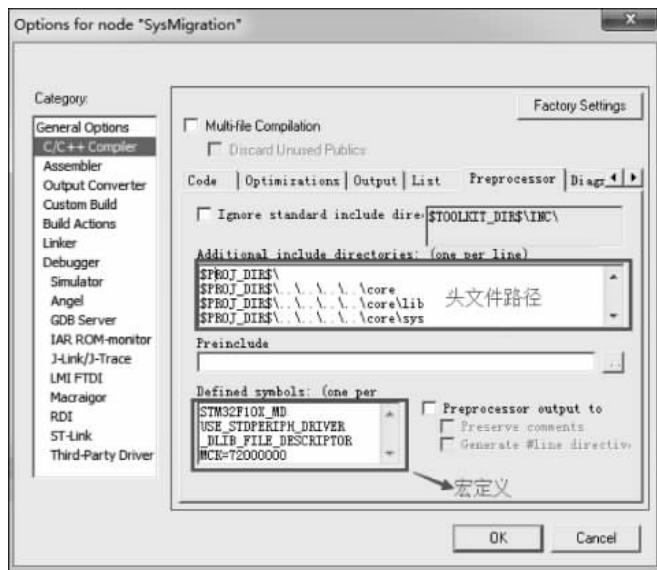 Options for node "SysMigration"
x
Category:
General Options
C/C++ Compiler
Assembler
Output Converter
Custom Build
Build Actions
Linker
Debugger
Simulator
Angel
GDB Server
IAR ROM-monitor
J-Link/J-Trace
LMI FTDI
Macraigor
RDI
ST-Link
Third-Party Driver
Factory Settings
Multi-file Compilation
Discard Unused Publics
Code
Optimizations
Output
List
Preprocessor
Diagr
Ignore standard include dire
$TOOLKIT_DIR$\INC\
Additional include directories: (one per line)
$PROJ_DIR$\
$PROJ_DIR$\..\..\..\..\core
$PROJ_DIR$\..\..\..\..\core\lib
$PROJ_DIR$\..\..\..\..\core\sys
头文件路径
Preinclude
..
Defined symbols: (one per
STM32F10X_MD
USE_STDPERIPH_DRIVER
_DLIB_FILE_DESCRIPTOR
MCK=72000000
Preprocessor output to
Preserve comments
Generate #line directiv
宏定义
OK
Cancel